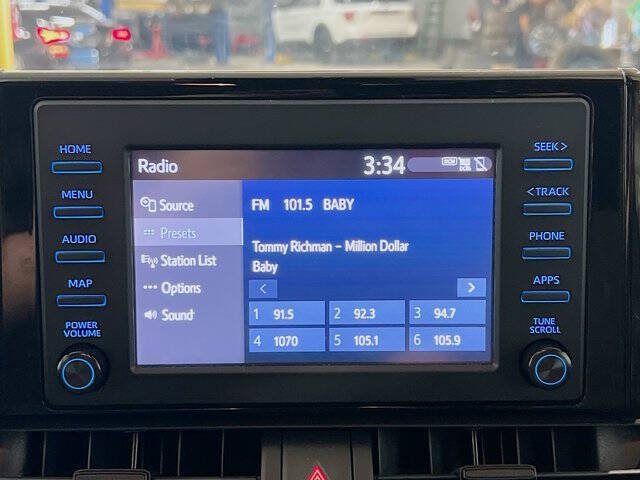 HOME
MENU
AUDIO
MAP
POWER
VOLUME
Radio
3:34
DCM
Source
Presets
Station List
Options
Sound
FM 101.5 BABY
Tommy Richman – Million Dollar
Baby
< >
1 91.5
2 92.3
3 94.7
4 1070
5 105.1
6 105.9
SEEK >
< TRACK
PHONE
APPS
TUNE
SCROLL